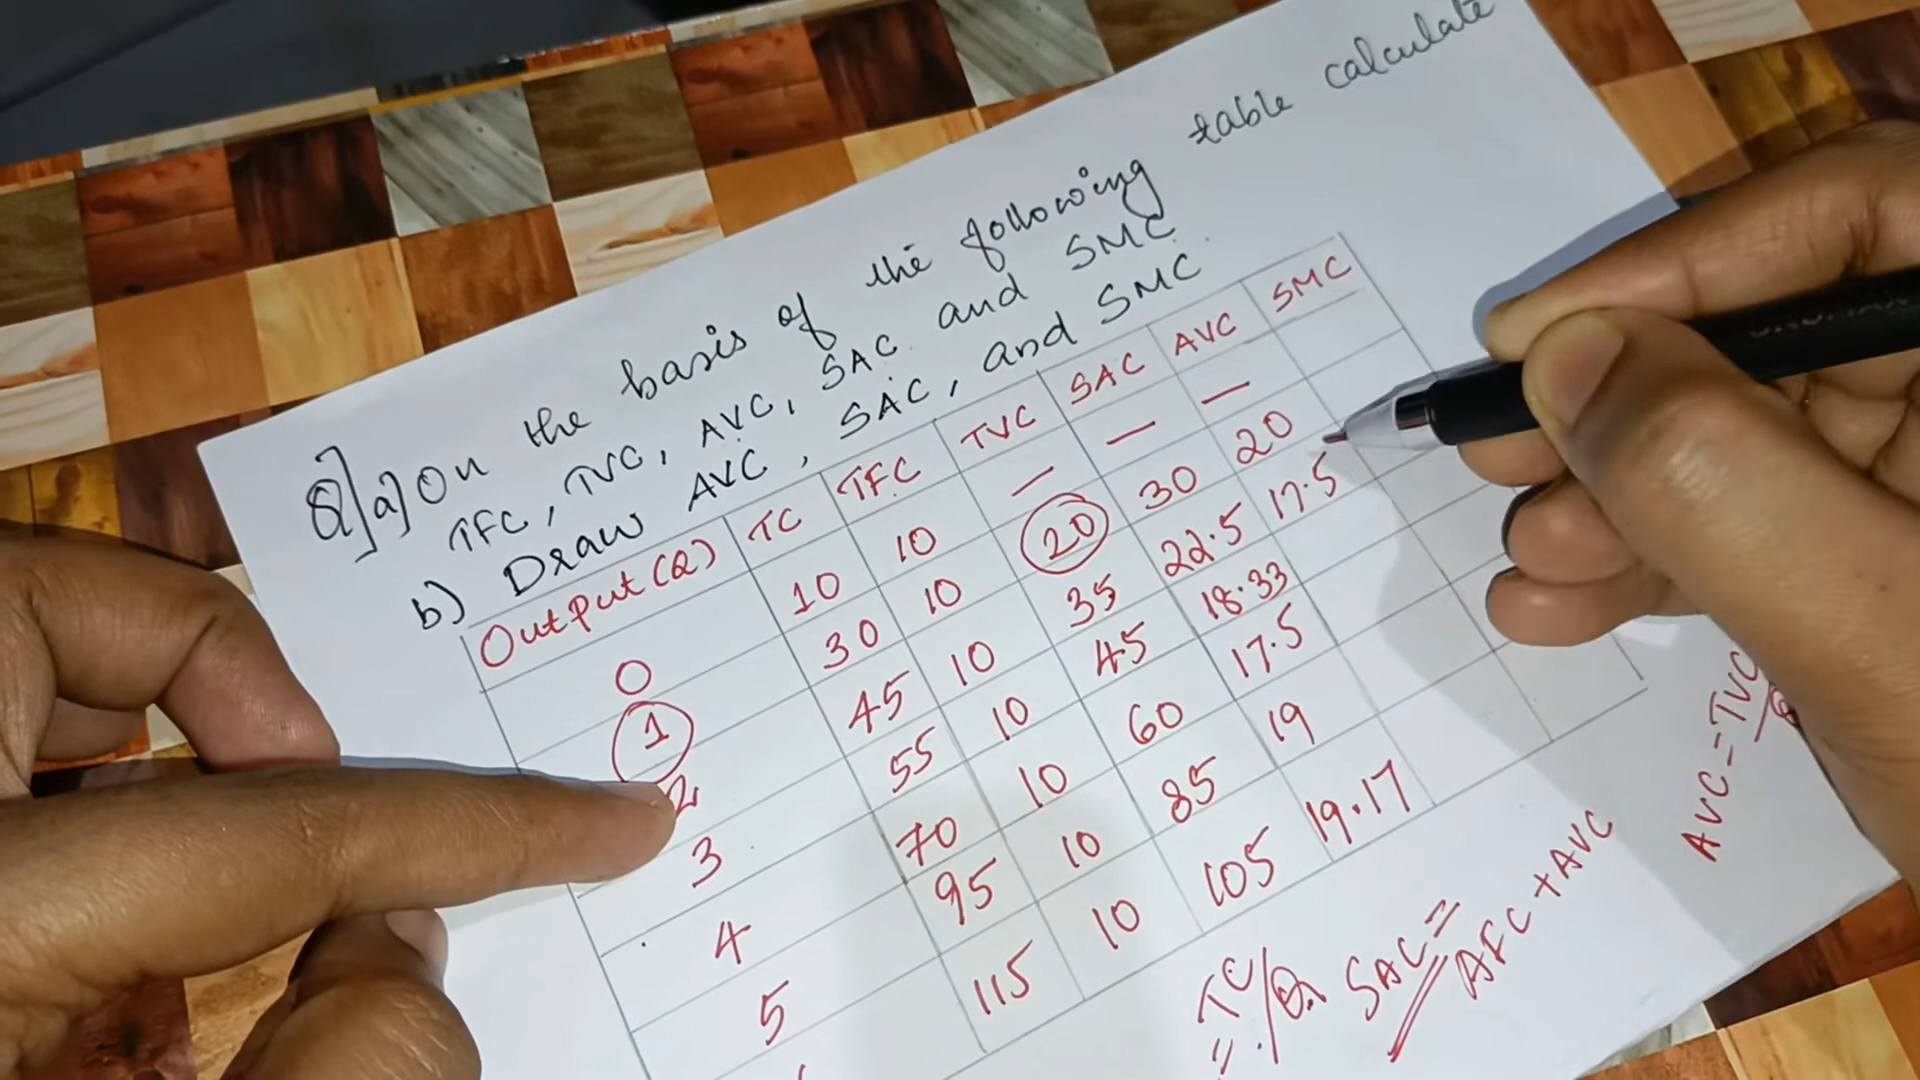 Q]a] On the basis of the following table calculate
TFC, TVC, AVC, SAC and SMC.
b) Draw AVC, SAC, and SMC
Output(Q) TC TFC TVC SAC AVC SMC
0 10 10 — — —
1 30 10 20 30 20
2 45 10 35 22.5 17.5
3 55 10 45 18.33
4 70 10 60 17.5
5 95 10 85 19
115 10 105 19.17
TC/Q
SAC =
AFC + AVC
AVC = TVC